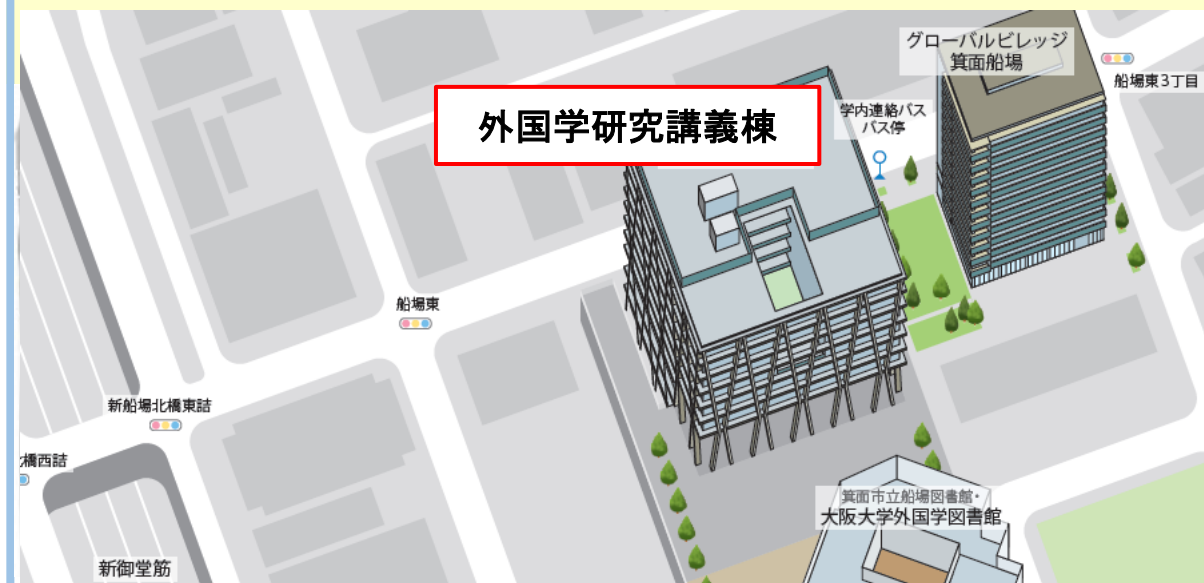 グローバルビレッジ
箕面船場
船場東3丁目
学内連絡バス
バス停
外国学研究講義棟
船場東
新船場北橋東詰
橋西詰
箕面市立船場図書館・
大阪大学外国学図書館
新御堂筋